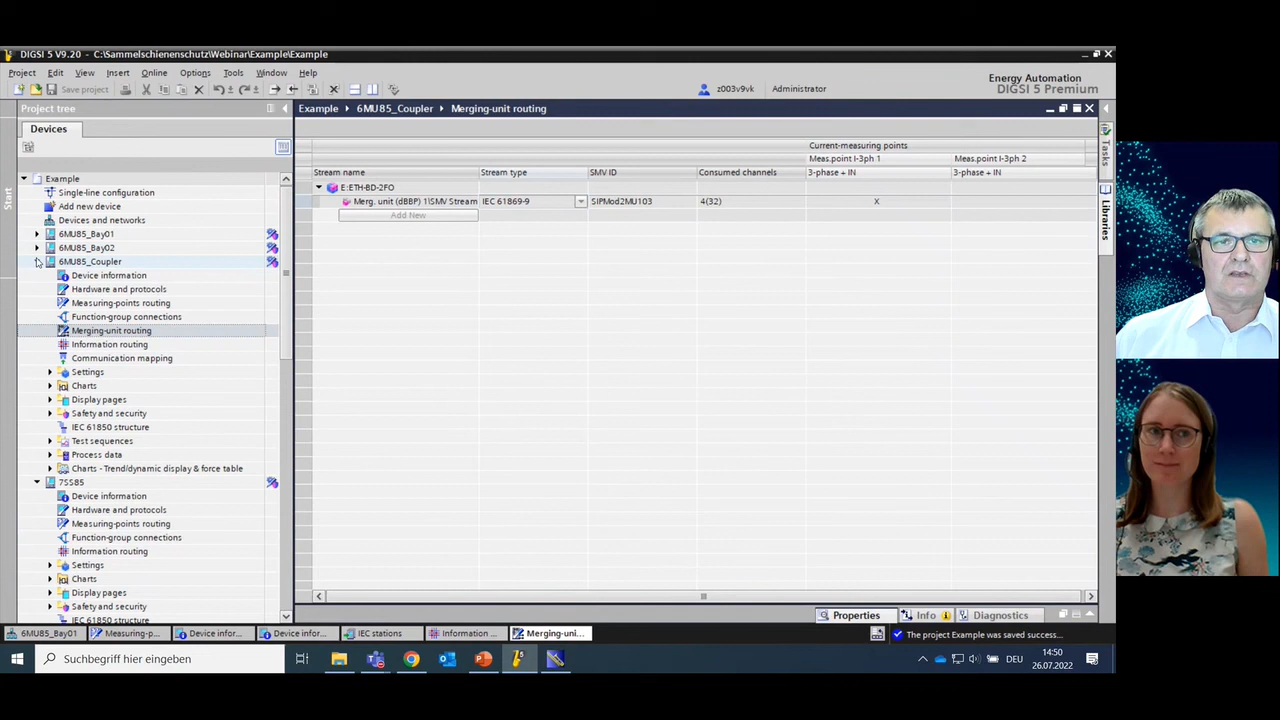 DIGSI 5 V9.20 - C:\Sammelschienenschutz\Webinar\Example\Example
Project Edit View Insert Online Options Tools Window Help
Energy Automation
DIGSI 5 Premium
Save project
z003v9vk Administrator
Project tree
Example 6MU85_Coupler Merging-unit routing
Devices
Start
Tasks
Libraries
Current-measuring points
Meas.point I-3ph 1 Meas.point I-3ph 2
Stream name Stream type SMV ID Consumed channels 3-phase + IN 3-phase + IN
E:ETH-BD-2FO
Merg. unit (dBBP) 1\SMV Stream IEC 61869-9 SIPMod2MU103 4(32) X
Add New
Example
Single-line configuration
Add new device
Devices and networks
6MU85_Bay01
6MU85_Bay02
6MU85_Coupler
Device information
Hardware and protocols
Measuring-points routing
Function-group connections
Merging-unit routing
Information routing
Communication mapping
Settings
Charts
Display pages
Safety and security
IEC 61850 structure
Test sequences
Process data
Charts - Trend/dynamic display & force table
7SS85
Device information
Hardware and protocols
Measuring-points routing
Function-group connections
Information routing
Settings
Charts
Display pages
Safety and security
IEC 61850 structure
Properties Info Diagnostics
6MU85_Bay01 Measuring-p... Device infor... Device infor... IEC stations Information ... Merging-uni...
The project Example was saved success...
Suchbegriff hier eingeben
DEU
14:50
26.07.2022